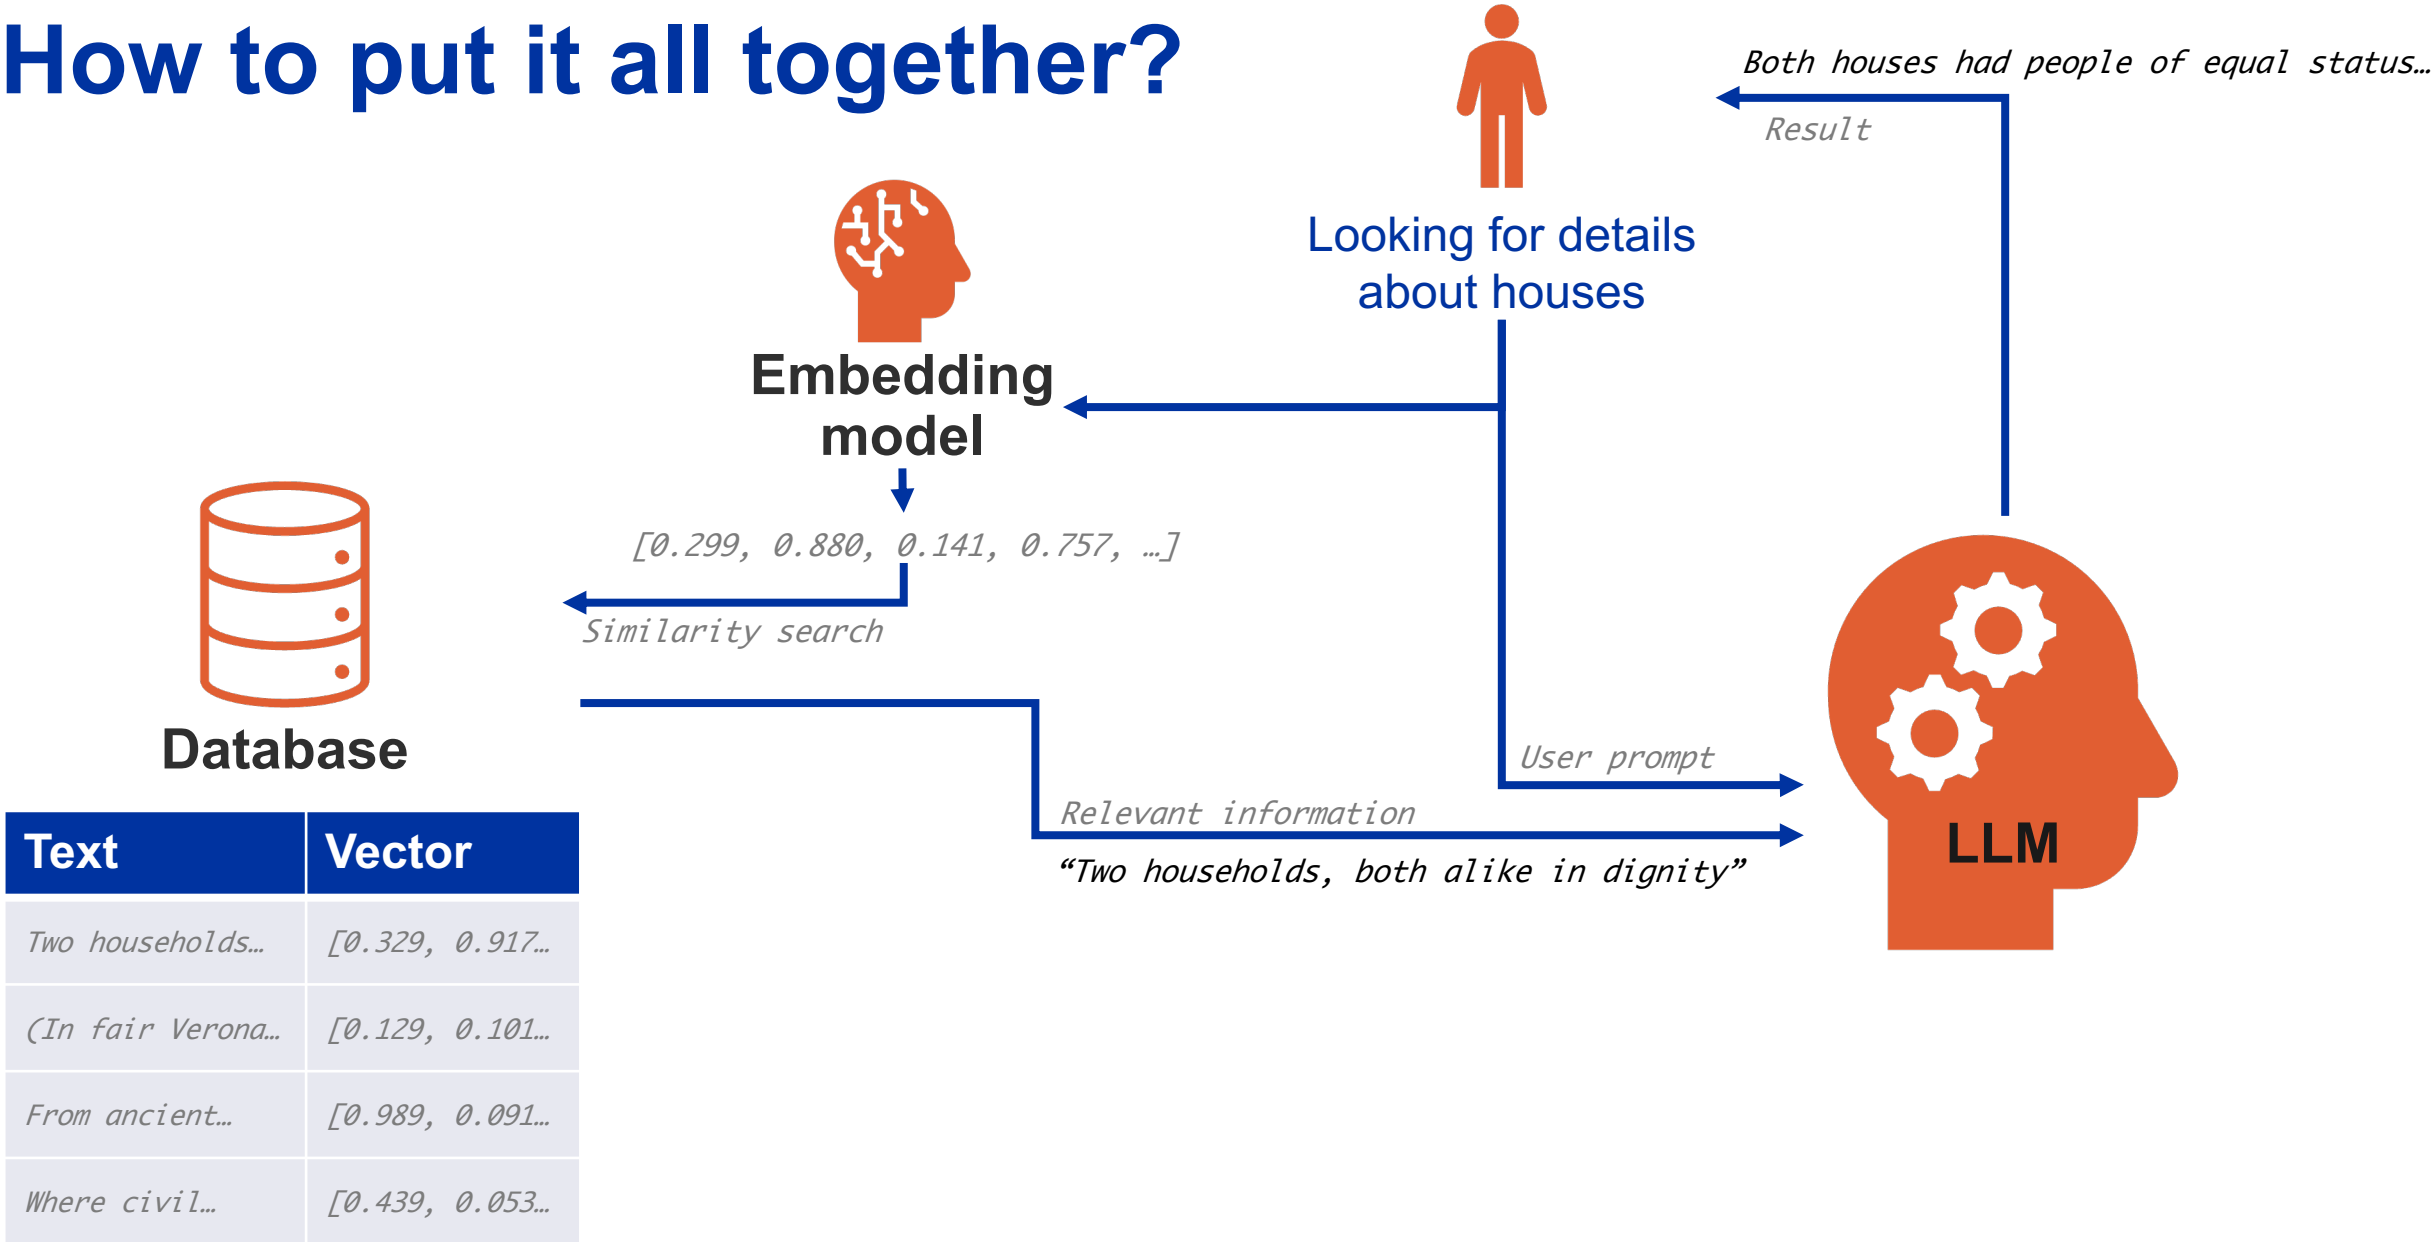 How to put it all together?
Both houses had people of equal status…
Result
Looking for details
about houses
Embedding
model
[0.299, 0.880, 0.141, 0.757, …]
Similarity search
Database
User prompt
Relevant information
“Two households, both alike in dignity”
LLM
Text Vector
Two households… [0.329, 0.917…
(In fair Verona… [0.129, 0.101…
From ancient… [0.989, 0.091…
Where civil… [0.439, 0.053…